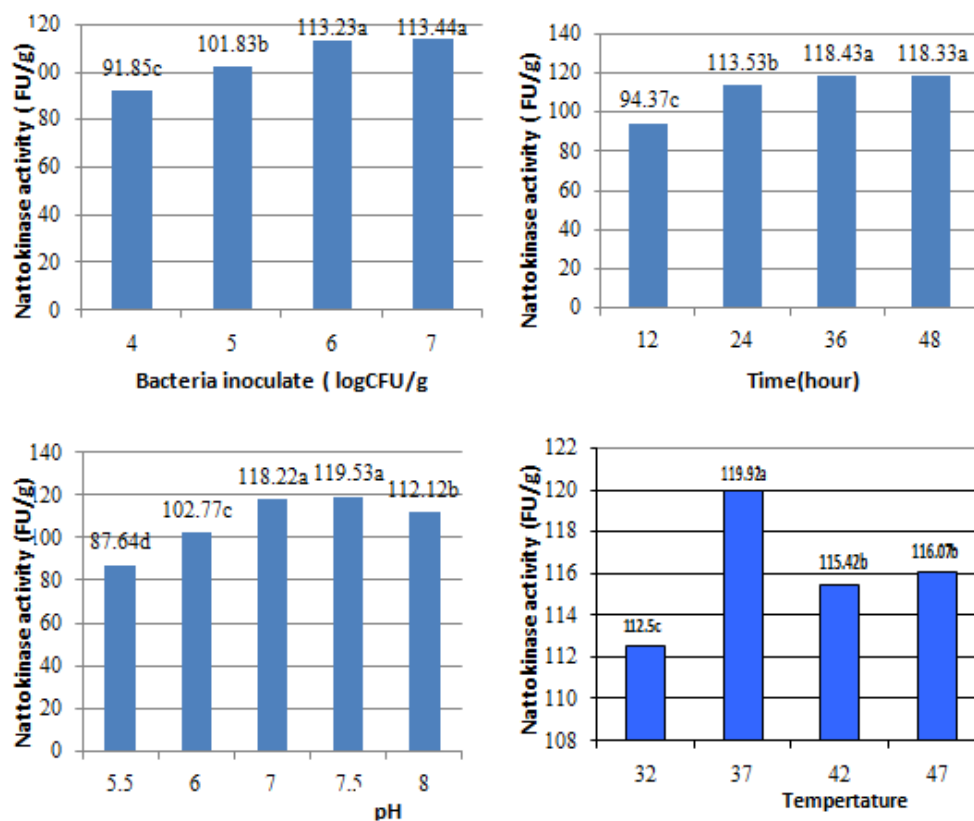 Nattokinase activity ( FU/g)
120
00
80
60
40
20
0
91.85c
101.83b
113.23a
113.44a
4 5 6 7
Bacteria inoculate ( logCFU/g
Nattokinase activity ( FU/g)
140
120
100
80
60
40
20
0
94.37c
113.53b
118.43a
118.33a
12 24 36 48
Time(hour)
Nattokinase activity (FU/g)
140
120
100
80
60
40
20
0
87.64d
102.77c
118.22a
119.53a
112.12b
5.5 6 7 7.5 8
pH
Nattokinase activity (FU/g)
122
120
118
116
114
112
110
108
112.5c
119.92a
115.42b
116.07b
32 37 42 47
Tempertature